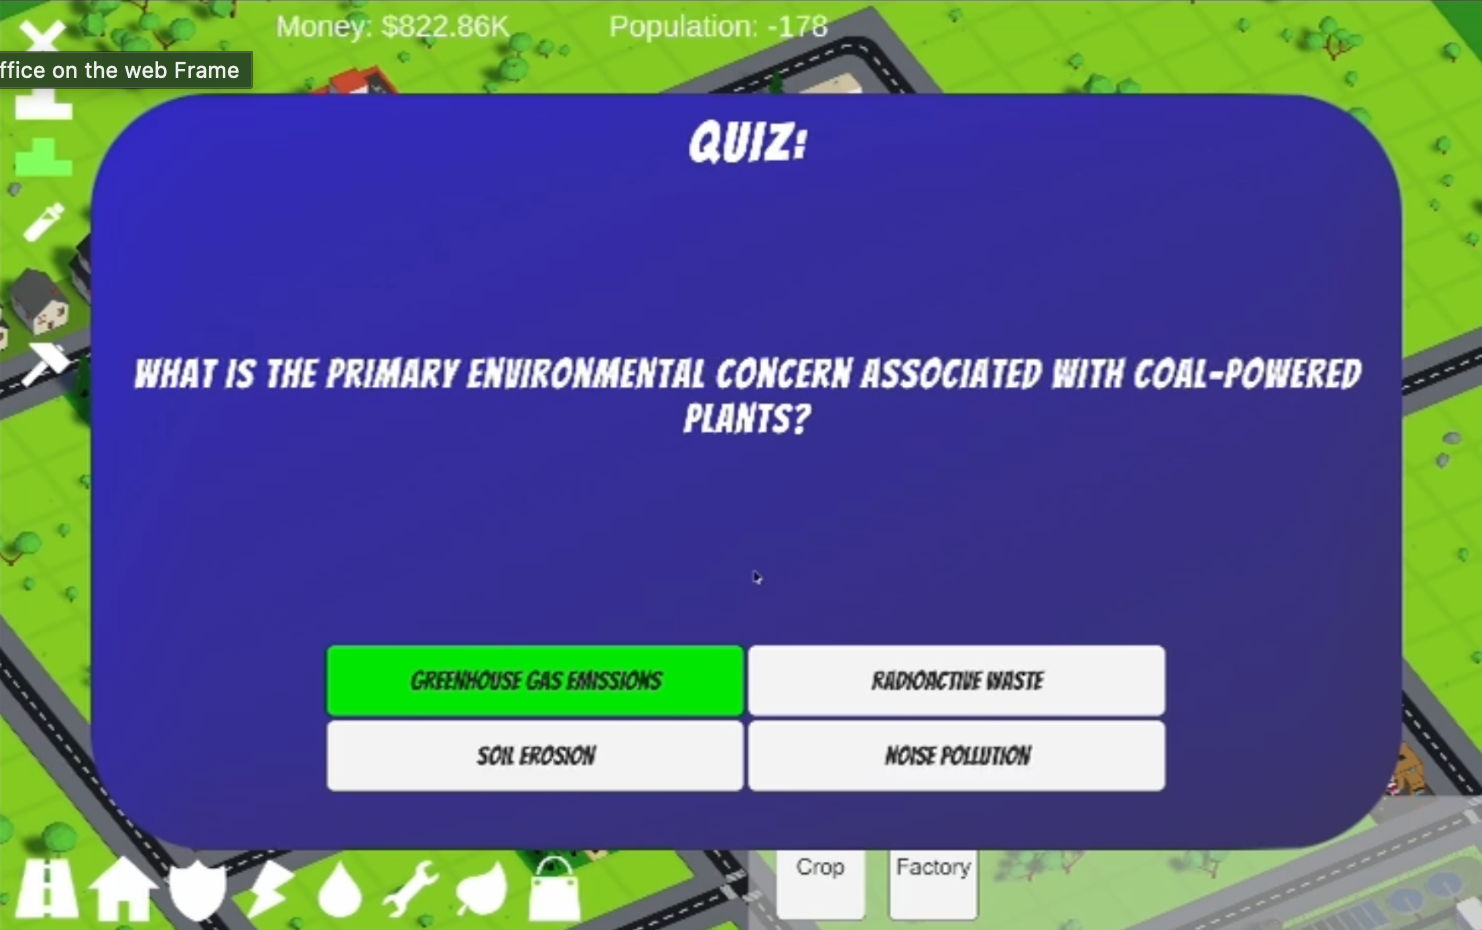 Money: $822.86K
Population: -178
ffice on the web Frame
QUIZ:
WHAT IS THE PRIMARY ENVIRONMENTAL CONCERN ASSOCIATED WITH COAL-POWERED
PLANTS?
GREENHOUSE GAS EMISSIONS
RADIOACTIVE WASTE
SOIL EROSION
NOISE POLLUTION
Crop
Factory